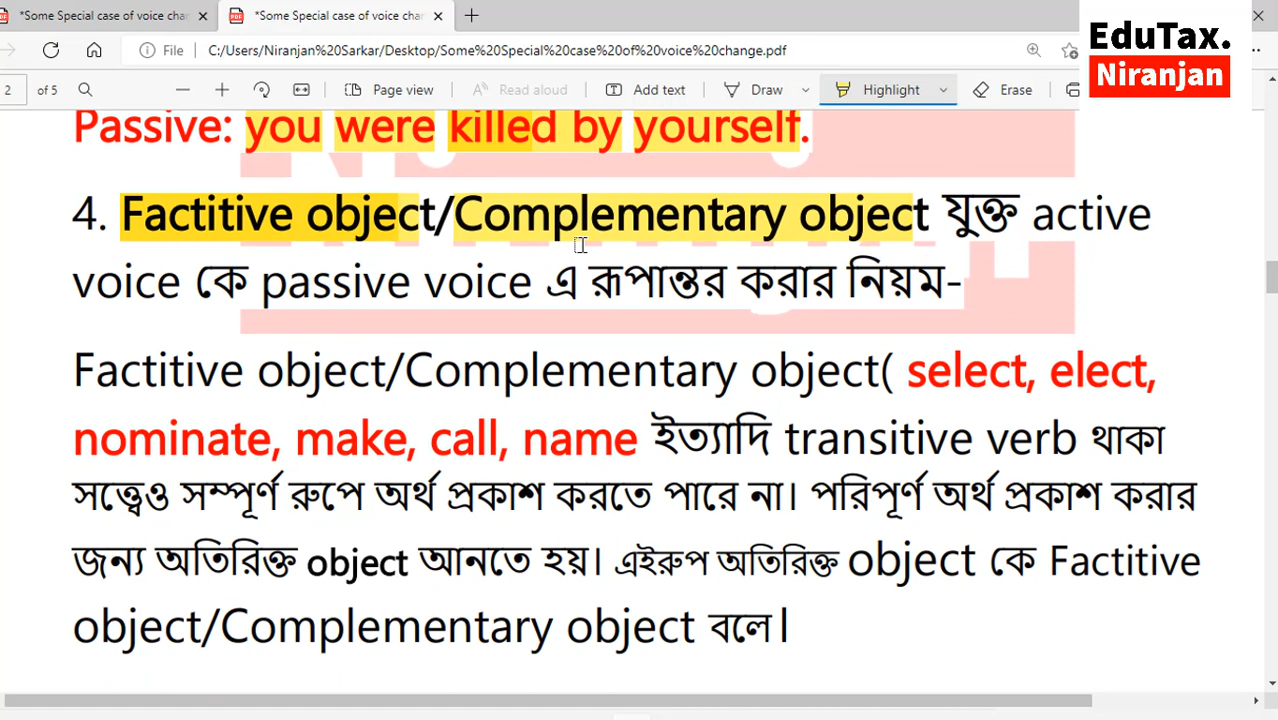 *Some Special case of voice char
*Some Special case of voice char
EduTax.
Niranjan
File
C:/Users/Niranjan%20Sarkar/Desktop/Some%20Special%20case%20of%20voice%20change.pdf
2 of 5
Page view
Read aloud
Add text
Draw
Highlight
Erase
Passive: you were killed by yourself.
4. Factitive object/Complementary object যুক্ত active
voice কে passive voice এ রূপান্তর করার নিয়ম-
Factitive object/Complementary object( select, elect,
nominate, make, call, name ইত্যাদি transitive verb থাকা
সত্ত্বেও সম্পূর্ণ রুপে অর্থ প্রকাশ করতে পারে না। পরিপূর্ণ অর্থ প্রকাশ করার
জন্য অতিরিক্ত object আনতে হয়। এইরুপ অতিরিক্ত object কে Factitive
object/Complementary object বলে।